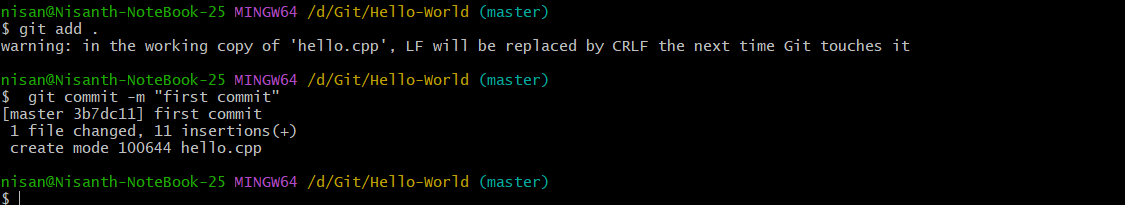 nisan@Nisanth-NoteBook-25 MINGW64 /d/Git/Hello-World (master)
$ git add .
warning: in the working copy of 'hello.cpp', LF will be replaced by CRLF the next time Git touches it
nisan@Nisanth-NoteBook-25 MINGW64 /d/Git/Hello-World (master)
$  git commit -m "first commit"
[master 3b7dc11] first commit
 1 file changed, 11 insertions(+)
 create mode 100644 hello.cpp
nisan@Nisanth-NoteBook-25 MINGW64 /d/Git/Hello-World (master)
$